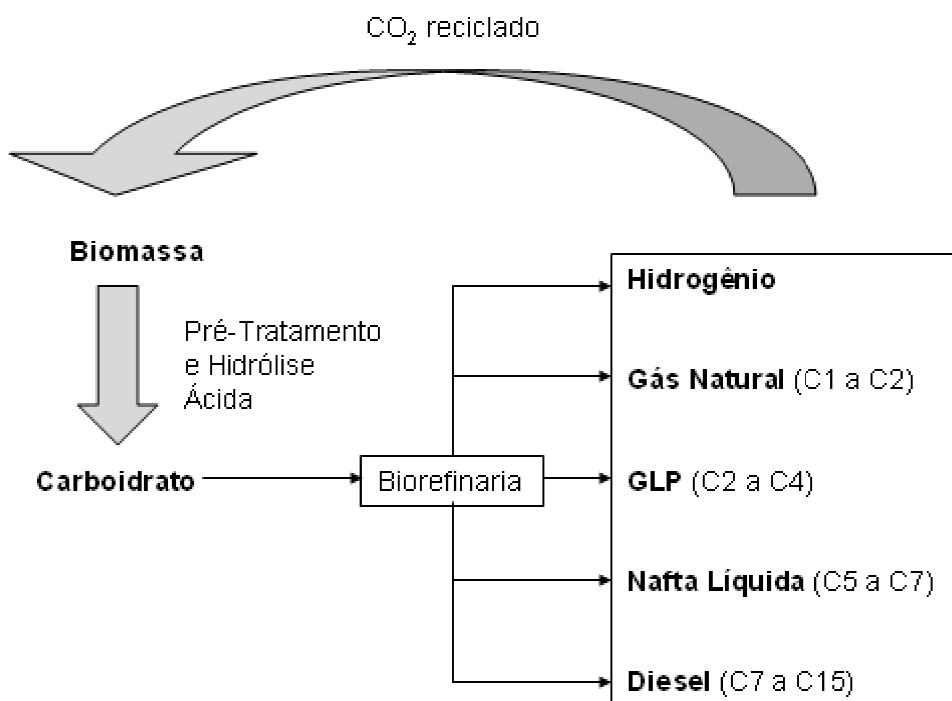 CO₂ reciclado
Biomassa
Pré-Tratamento
e Hidrólise
Ácida
Carboidrato
Biorefinaria
Hidrogênio
Gás Natural (C1 a C2)
GLP (C2 a C4)
Nafta Líquida (C5 a C7)
Diesel (C7 a C15)